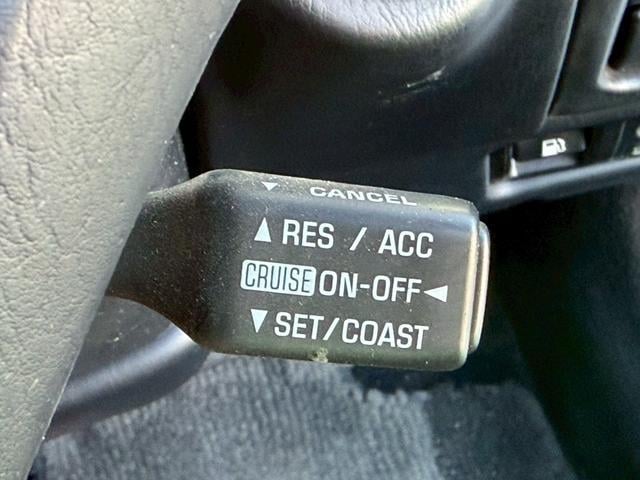 ▼ CANCEL
▲ RES / ACC
CRUISE ON-OFF ◀
▼ SET/COAST